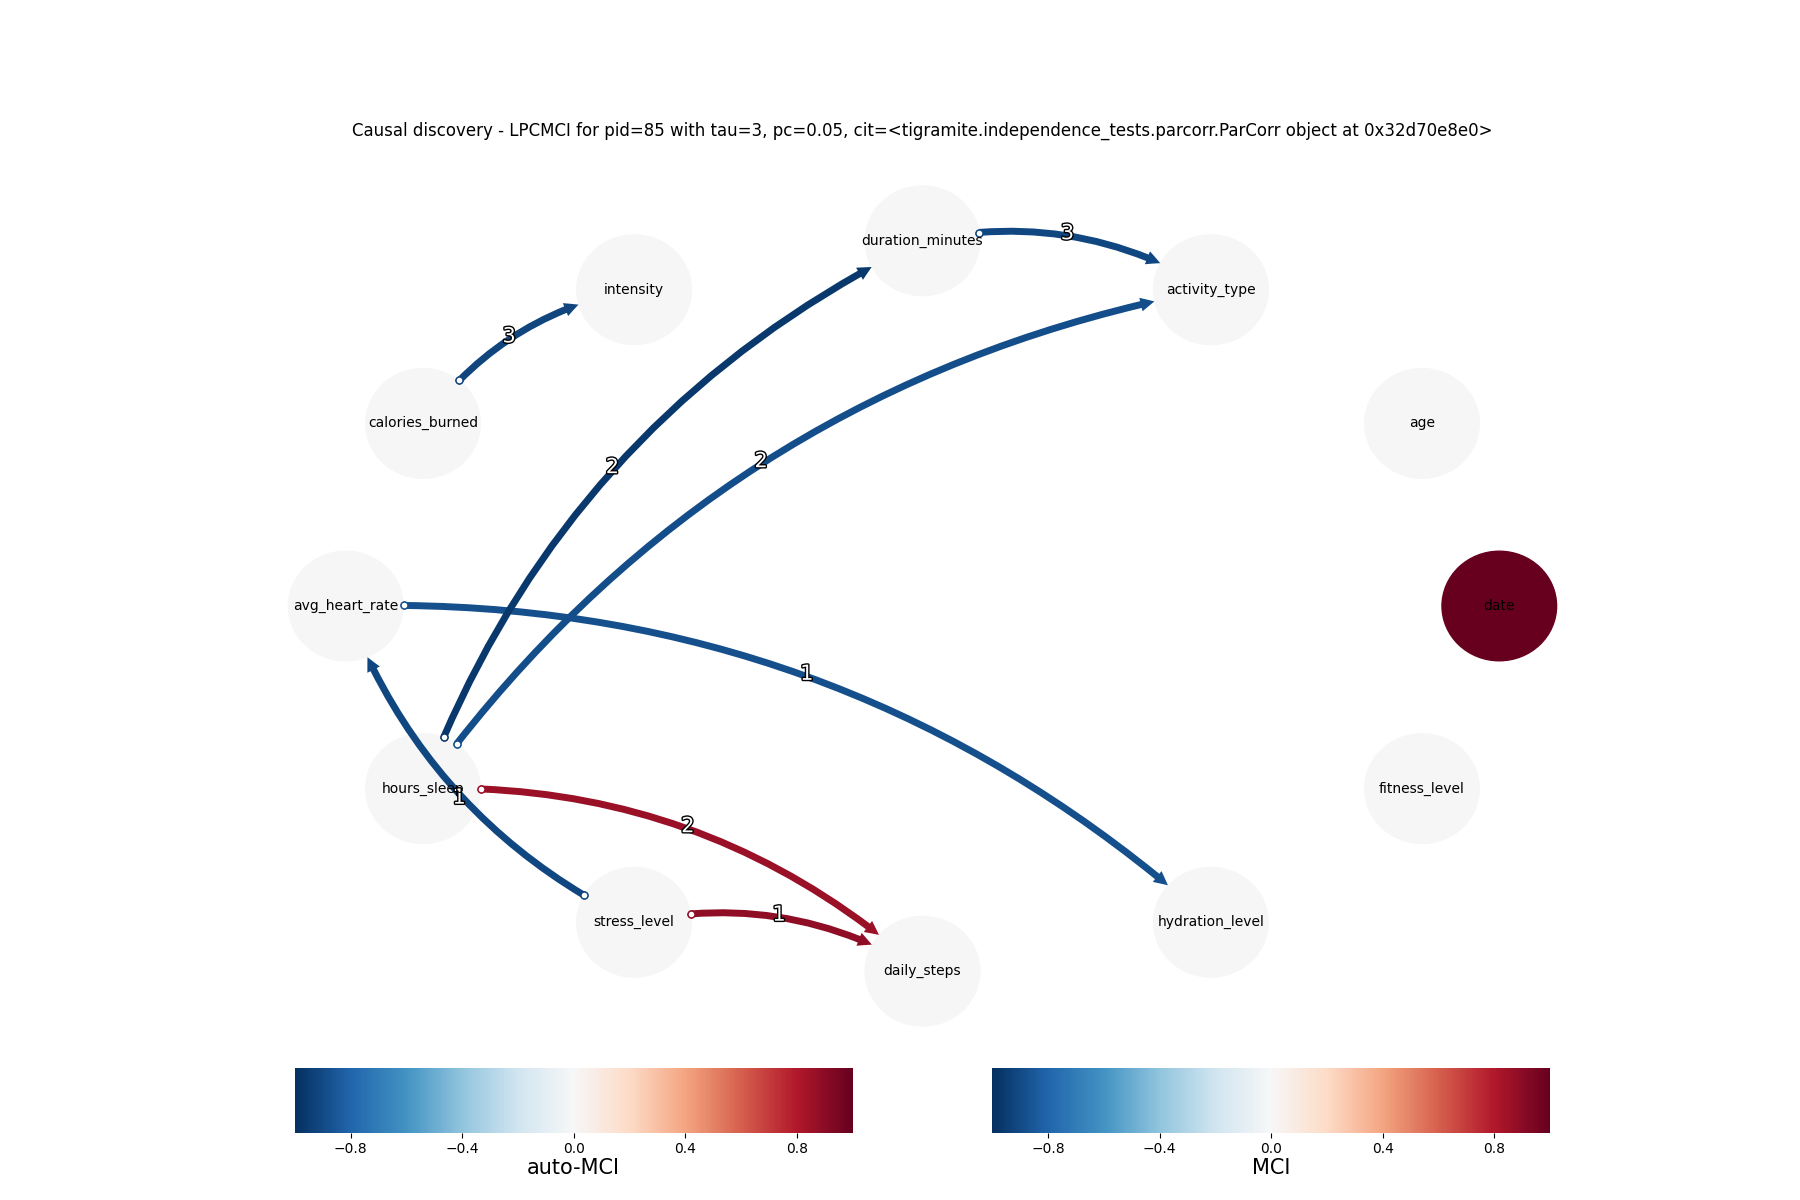 Causal discovery - LPCMCI for pid=85 with tau=3, pc=0.05, cit=<tigramite.independence_tests.parcorr.ParCorr object at 0x32d70e8e0>
duration_minutes
3
intensity
activity_type
3
calories_burned
age
2
2
avg_heart_rate
date
1
hours_sleep
1
fitness_level
2
stress_level
1
hydration_level
daily_steps
−0.8 −0.4 0.0 0.4 0.8
auto-MCI
−0.8 −0.4 0.0 0.4 0.8
MCI